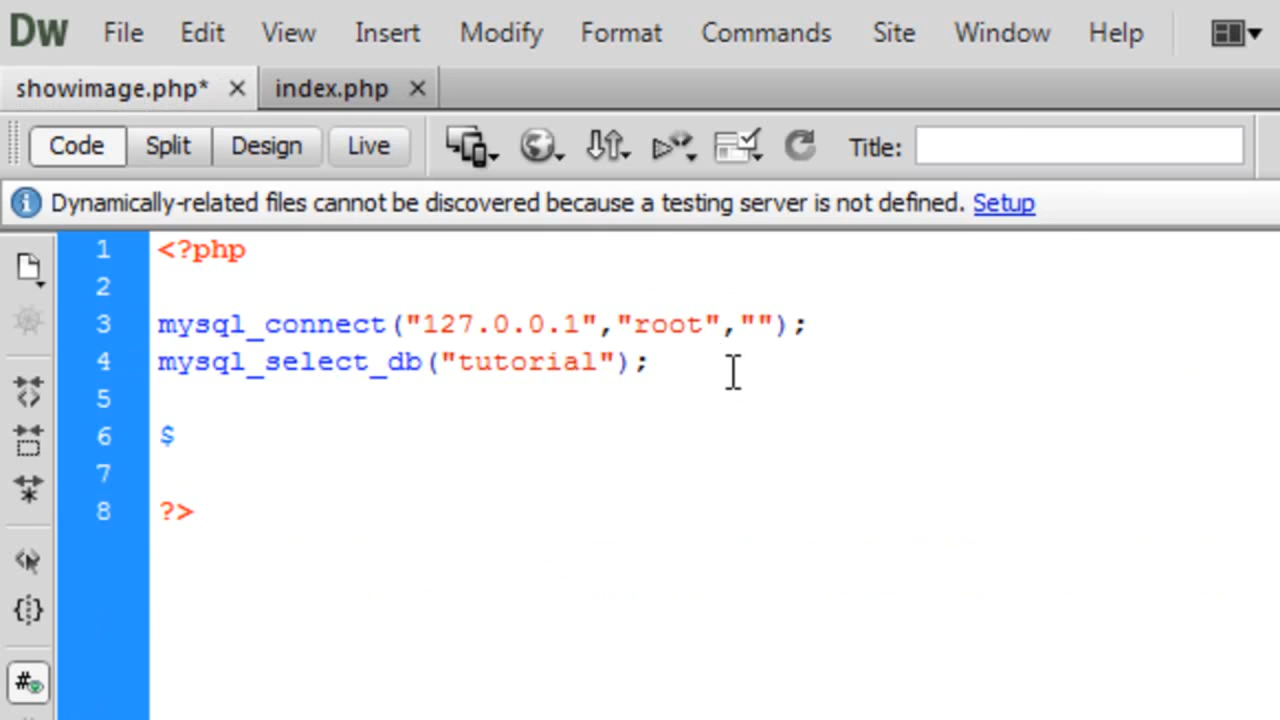 Dw File Edit View Insert Modify Format Commands Site Window Help
showimage.php* × index.php ×
Code Split Design Live Title:
Dynamically-related files cannot be discovered because a testing server is not defined. Setup
1 <?php
2
3 mysql_connect("127.0.0.1","root","");
4 mysql_select_db("tutorial");
5
6 $
7
8 ?>